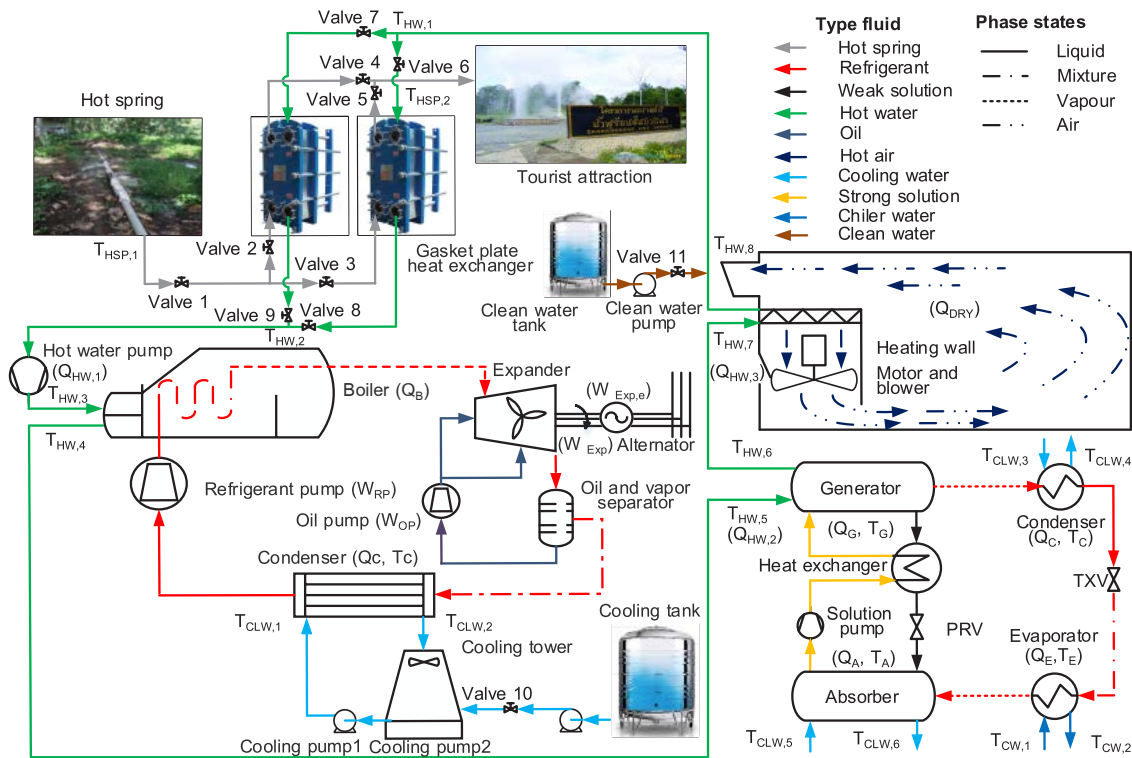 Valve 7
T_HW,1
Valve 4
Valve 6
Valve 5
T_HSP,2
Hot spring
Tourist attraction
T_HSP,1
Valve 2
Gasket plate
heat exchanger
Valve 3
Valve 1
Valve 9
Valve 8
T_HW,2
Clean water
tank
Valve 11
Clean water
pump
Type fluid
Hot spring
Refrigerant
Weak solution
Hot water
Oil
Hot air
Cooling water
Strong solution
Chiler water
Clean water
Phase states
Liquid
Mixture
Vapour
Air
T_HW,8
(Q_DRY)
T_HW,7
(Q_HW,3)
Heating wall
Motor and
blower
Hot water pump
(Q_HW,1)
T_HW,3
T_HW,4
Boiler (Q_B)
Expander
(W_Exp,e)
(W_Exp)
Alternator
Refrigerant pump (W_RP)
Oil pump (W_OP)
Oil and vapor
separator
Condenser (Qc, Tc)
T_CLW,1
T_CLW,2
Cooling tower
Cooling tank
Valve 10
Cooling pump1
Cooling pump2
T_HW,6
Generator
T_CLW,3
T_CLW,4
T_HW,5
(Q_HW,2)
(Q_G, T_G)
Condenser
(Q_C, T_C)
Heat exchanger
TXV
Solution
pump
PRV
(Q_A, T_A)
Evaporator
(Q_E,T_E)
Absorber
T_CLW,5
T_CLW,6
T_CW,1
T_CW,2